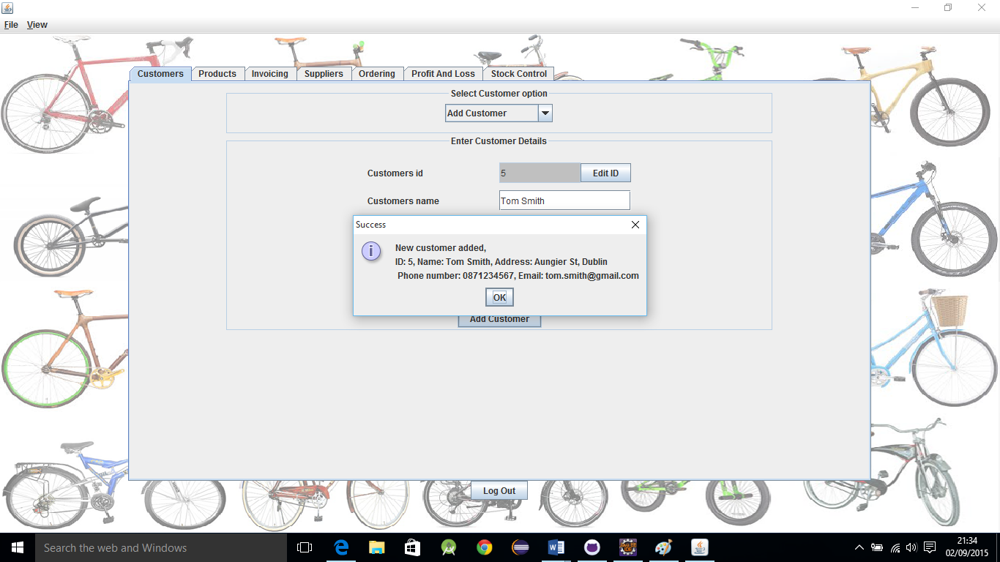 File View
Customers Products Invoicing Suppliers Ordering Profit And Loss Stock Control
Select Customer option
Add Customer
Enter Customer Details
Customers id 5 Edit ID
Customers name Tom Smith
Success
New customer added,
ID: 5, Name: Tom Smith, Address: Aungier St, Dublin
Phone number: 0871234567, Email: tom.smith@gmail.com
OK
Add Customer
Log Out
Search the web and Windows
21:34
02/09/2015